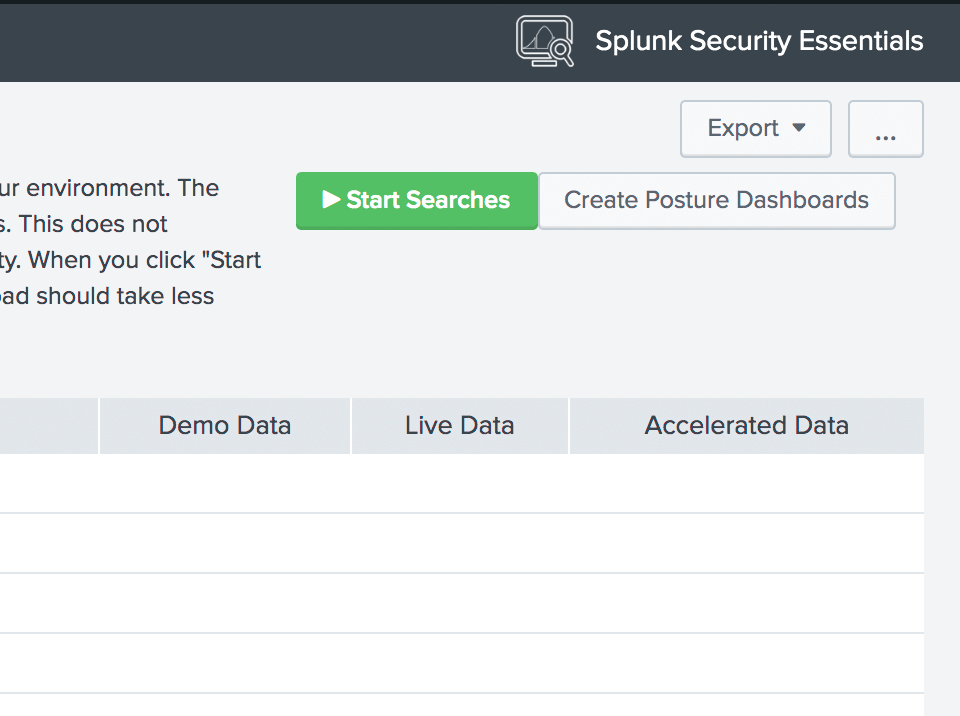 Splunk Security Essentials
Export
...
ur environment. The
s. This does not
ty. When you click "Start
ad should take less
Start Searches
Create Posture Dashboards
Demo Data
Live Data
Accelerated Data